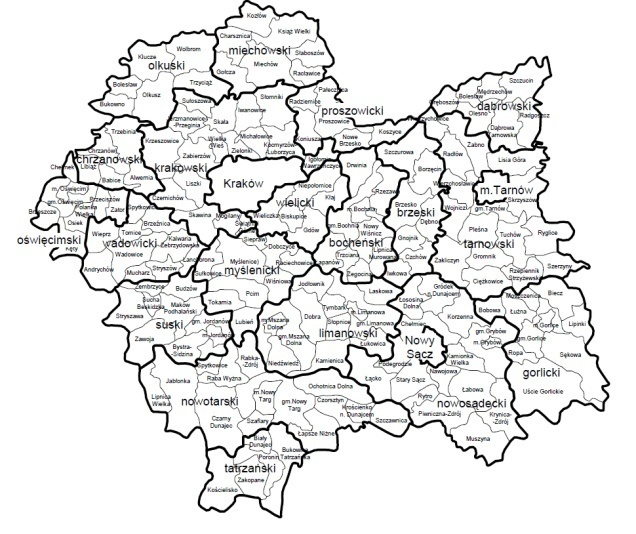 Kozłów
Charsznica
Książ Wielki
miechowski
Słaboszów
Miechów
Gołcza
Racławice
Wolbrom
Klucze
olkuski
Bolesław
Trzyciąż
Olkusz
Bukowno
Pałecznica
Radziemice
proszowicki
Proszowice
Koniusza
Nowe
Brzesko
Koszyce
Szczucin
Mędrzechów
Bolesław
Gręboszów
dąbrowski
Olesno
Radgoszcz
Dąbrowa
Tarnowska
Słomniki
Sułoszowa
Iwanowice
Skała
Jerzmanowice
-Przeginia
Krzeszowice
Wielka
Wieś
Michałowice
Kocmyrzów
-Luborzyca
Zielonki
Zabierzów
krakowski
Liszki
Czernichów
Skawina
Mogilany
Świątniki
Igołomia
Wawrzeńczyce
Kraków
Trzebinia
Chrzanów
chrzanowski
Chełmek
Libiąż
Babice
Alwernia
m.Oświęcim
gm.Oświęcim
Brzeszcze
Polanka
Wielka
Przeciszów
Zator
Osiek
oświęcimski
Kęty
Spytkowice
Brzeźnica
Tomice
Wieprz
wadowicki
Wadowice
Kalwaria
Zebrzydowska
Andrychów
Mucharz
Stryszów
Lanckorona
Niepołomice
Kłaj
wielicki
Wieliczka
Biskupice
Gdów
Drwinia
Szczurowa
Rzezawa
m.Bochnia
gm.Bochnia
Nowy
Wiśnicz
bocheński
Trzciana
Lipnica
Murowana
Łapanów
Żegocina
Borzęcin
Brzesko
Dębno
brzeski
Gnojnik
Czchów
Iwkowa
Żabno
Radłów
Lisia Góra
Wierzchosławice
m.Tarnów
Skrzyszów
Wojnicz
gm.Tarnów
Pleśna
Tuchów
Ryglice
tarnowski
Zakliczyn
Gromnik
Szerzyny
Rzepiennik
Strzyżewski
Ciężkowice
Siepraw
Dobczyce
Myślenice
myślenicki
Raciechowice
Sułkowice
Wiśniowa
Tokarnia
Pcim
Lubień
Zembrzyce
Budzów
Sucha
Beskidzka
Maków
Podhalański
Stryszawa
suski
gm.Jordanów
m.Jordanów
Zawoja
Bystra-
Sidzina
Jodłownik
Laskowa
Tymbark
m.Mszana
Dolna
Dobra
m.Limanowa
Słopnice
gm.Limanowa
gm.Mszana
Dolna
limanowski
Łukowica
Niedźwiedź
Kamienica
Łososina
Dolna
Gródek
n.Dunajcem
Korzenna
Chełmiec
Nowy
Sącz
Kamionka
Wielka
Podegrodzie
Nawojowa
Łącko
Stary Sącz
Łabowa
Rytro
nowosądecki
Piwniczna-Zdrój
Krynica-
-Zdrój
Muszyna
gm.Grybów
m.Grybów
Bobowa
Moszczenica
Biecz
Łużna
m.Gorlice
Lipinki
gm.Gorlice
Ropa
Sękowa
gorlicki
Uście Gorlickie
Spytkowice
Rabka-
Zdrój
Raba Wyżna
Jabłonka
Lipnica
Wielka
nowotarski
m.Nowy
Targ
gm.Nowy
Targ
Czarny
Dunajec
Szaflary
Ochotnica Dolna
Czorsztyn
Krościenko
n. Dunajcem
Szczawnica
Łapsze Niżne
Biały
Dunajec
Bukowina
Tatrzańska
Poronin
tatrzański
Zakopane
Kościelisko